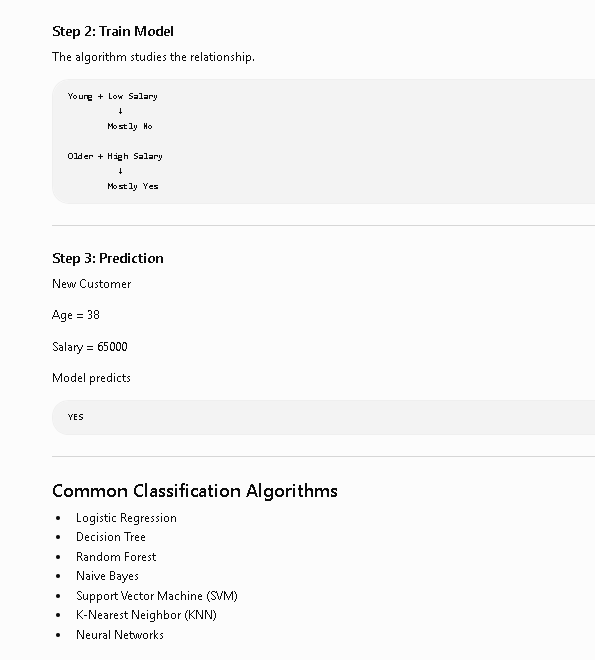 Step 2: Train Model
The algorithm studies the relationship.
Young + Low Salary
↓
Mostly No
Older + High Salary
↓
Mostly Yes
Step 3: Prediction
New Customer
Age = 38
Salary = 65000
Model predicts
YES
Common Classification Algorithms
• Logistic Regression
• Decision Tree
• Random Forest
• Naive Bayes
• Support Vector Machine (SVM)
• K-Nearest Neighbor (KNN)
• Neural Networks